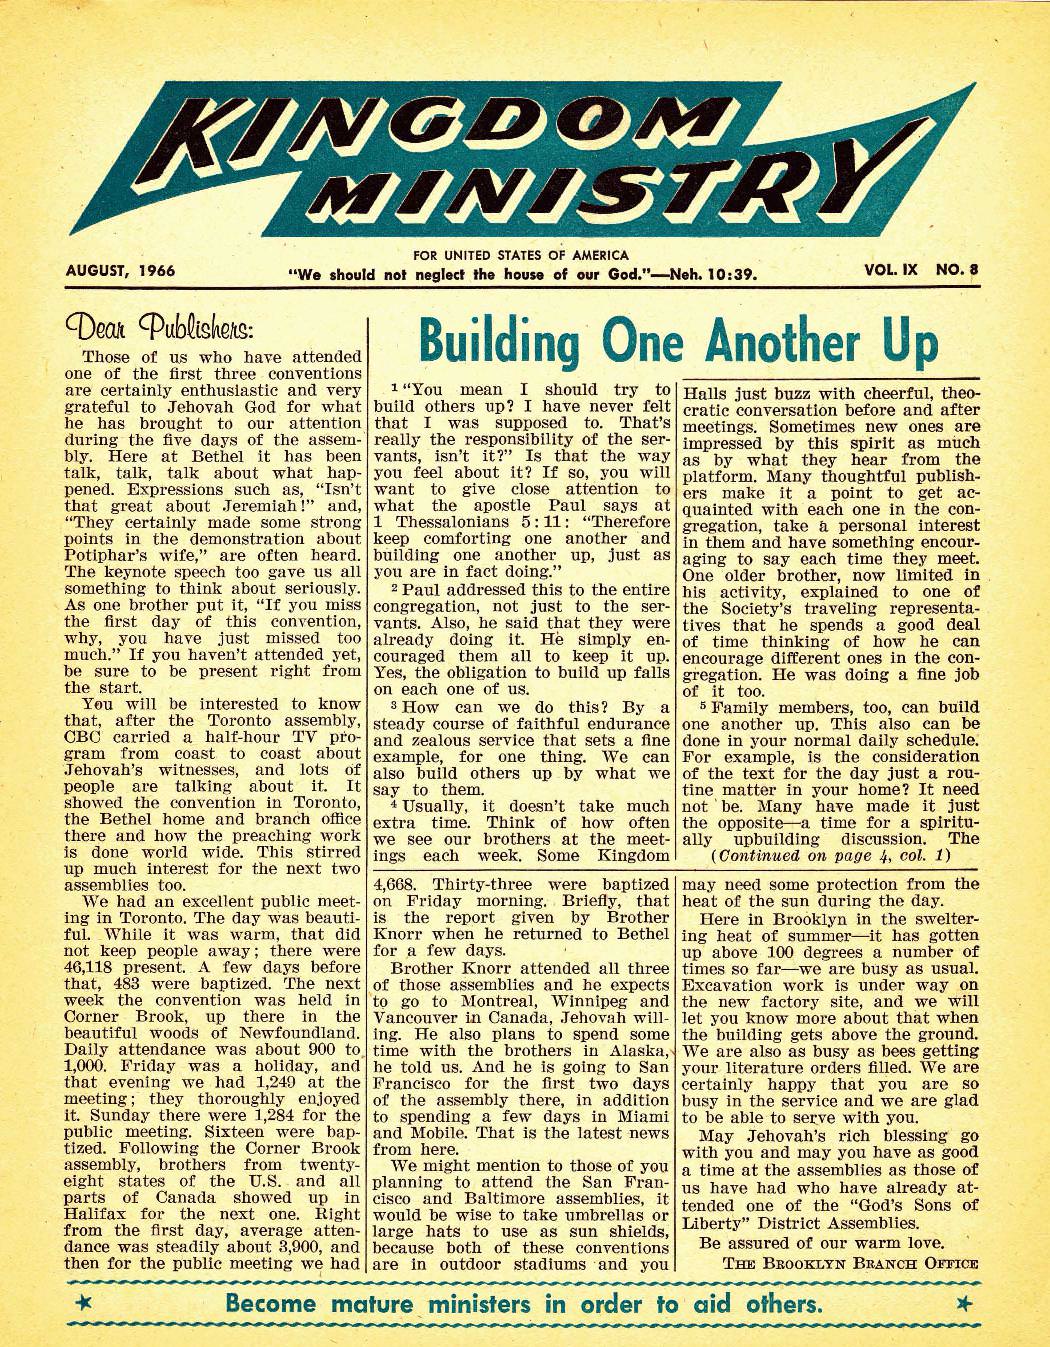 KINGDOM
MINISTRY
FOR UNITED STATES OF AMERICA
AUGUST, 1966
"We should not neglect the house of our God."—Neh. 10:39.
VOL. IX NO. 8
Dear Publishers:
Those of us who have attended
one of the first three conventions
are certainly enthusiastic and very
grateful to Jehovah God for what
he has brought to our attention
during the five days of the assem-
bly. Here at Bethel it has been
talk, talk, talk about what hap-
pened. Expressions such as, "Isn't
that great about Jeremiah!" and,
"They certainly made some strong
points in the demonstration about
Potiphar's wife," are often heard.
The keynote speech too gave us all
something to think about seriously.
As one brother put it, "If you miss
the first day of this convention,
why, you have just missed too
much." If you haven't attended yet,
be sure to be present right from
the start.
You will be interested to know
that, after the Toronto assembly,
CBC carried a half-hour TV pro-
gram from coast to coast about
Jehovah's witnesses, and lots of
people are talking about it. It
showed the convention in Toronto,
the Bethel home and branch office
there and how the preaching work
is done world wide. This stirred
up much interest for the next two
assemblies too.
We had an excellent public meet-
ing in Toronto. The day was beauti-
ful. While it was warm, that did
not keep people away; there were
46,118 present. A few days before
that, 483 were baptized. The next
week the convention was held in
Corner Brook, up there in the
beautiful woods of Newfoundland.
Daily attendance was about 900 to
1,000. Friday was a holiday, and
that evening we had 1,249 at the
meeting; they thoroughly enjoyed
it. Sunday there were 1,284 for the
public meeting. Sixteen were bap-
tized. Following the Corner Brook
assembly, brothers from twenty-
eight states of the U.S. and all
parts of Canada showed up in
Halifax for the next one. Right
from the first day, average atten-
dance was steadily about 3,900, and
then for the public meeting we had
4,668. Thirty-three were baptized
on Friday morning. Briefly, that
is the report given by Brother
Knorr when he returned to Bethel
for a few days.
Brother Knorr attended all three
of those assemblies and he expects
to go to Montreal, Winnipeg and
Vancouver in Canada, Jehovah will-
ing. He also plans to spend some
time with the brothers in Alaska,
he told us. And he is going to San
Francisco for the first two days
of the assembly there, in addition
to spending a few days in Miami
and Mobile. That is the latest news
from here.
We might mention to those of you
planning to attend the San Fran-
cisco and Baltimore assemblies, it
would be wise to take umbrellas or
large hats to use as sun shields,
because both of these conventions
are in outdoor stadiums and you
may need some protection from the
heat of the sun during the day.
Here in Brooklyn in the swelter-
ing heat of summer—it has gotten
up above 100 degrees a number of
times so far—we are busy as usual.
Excavation work is under way on
the new factory site, and we will
let you know more about that when
the building gets above the ground.
We are also as busy as bees getting
your literature orders filled. We are
certainly happy that you are so
busy in the service and we are glad
to be able to serve with you.
May Jehovah's rich blessing go
with you and may you have as good
a time at the assemblies as those of
us have had who have already at-
tended one of the "God's Sons of
Liberty" District Assemblies.
Be assured of our warm love.
THE BROOKLYN BRANCH OFFICE
Building One Another Up
1 "You mean I should try to
build others up? I have never felt
that I was supposed to. That's
really the responsibility of the ser-
vants, isn't it?" Is that the way
you feel about it? If so, you will
want to give close attention to
what the apostle Paul says at
1 Thessalonians 5:11: "Therefore
keep comforting one another and
building one another up, just as
you are in fact doing."
2 Paul addressed this to the entire
congregation, not just to the ser-
vants. Also, he said that they were
already doing it. He simply en-
couraged them all to keep it up.
Yes, the obligation to build up falls
on each one of us.
3 How can we do this? By a
steady course of faithful endurance
and zealous service that sets a fine
example, for one thing. We can
also build others up by what we
say to them.
4 Usually, it doesn't take much
extra time. Think of how often
we see our brothers at the meet-
ings each week. Some Kingdom
Halls just buzz with cheerful, theo-
cratic conversation before and after
meetings. Sometimes new ones are
impressed by this spirit as much
as by what they hear from the
platform. Many thoughtful publish-
ers make it a point to get ac-
quainted with each one in the con-
gregation, take a personal interest
in them and have something encour-
aging to say each time they meet.
One older brother, now limited in
his activity, explained to one of
the Society's traveling representa-
tives that he spends a good deal
of time thinking of how he can
encourage different ones in the con-
gregation. He was doing a fine job
of it too.
5 Family members, too, can build
one another up. This also can be
done in your normal daily schedule.
For example, is the consideration
of the text for the day just a rou-
tine matter in your home? It need
not be. Many have made it just
the opposite—a time for a spiritu-
ally upbuilding discussion. The
(Continued on page 4, col. 1)
Become mature ministers in order to aid others.